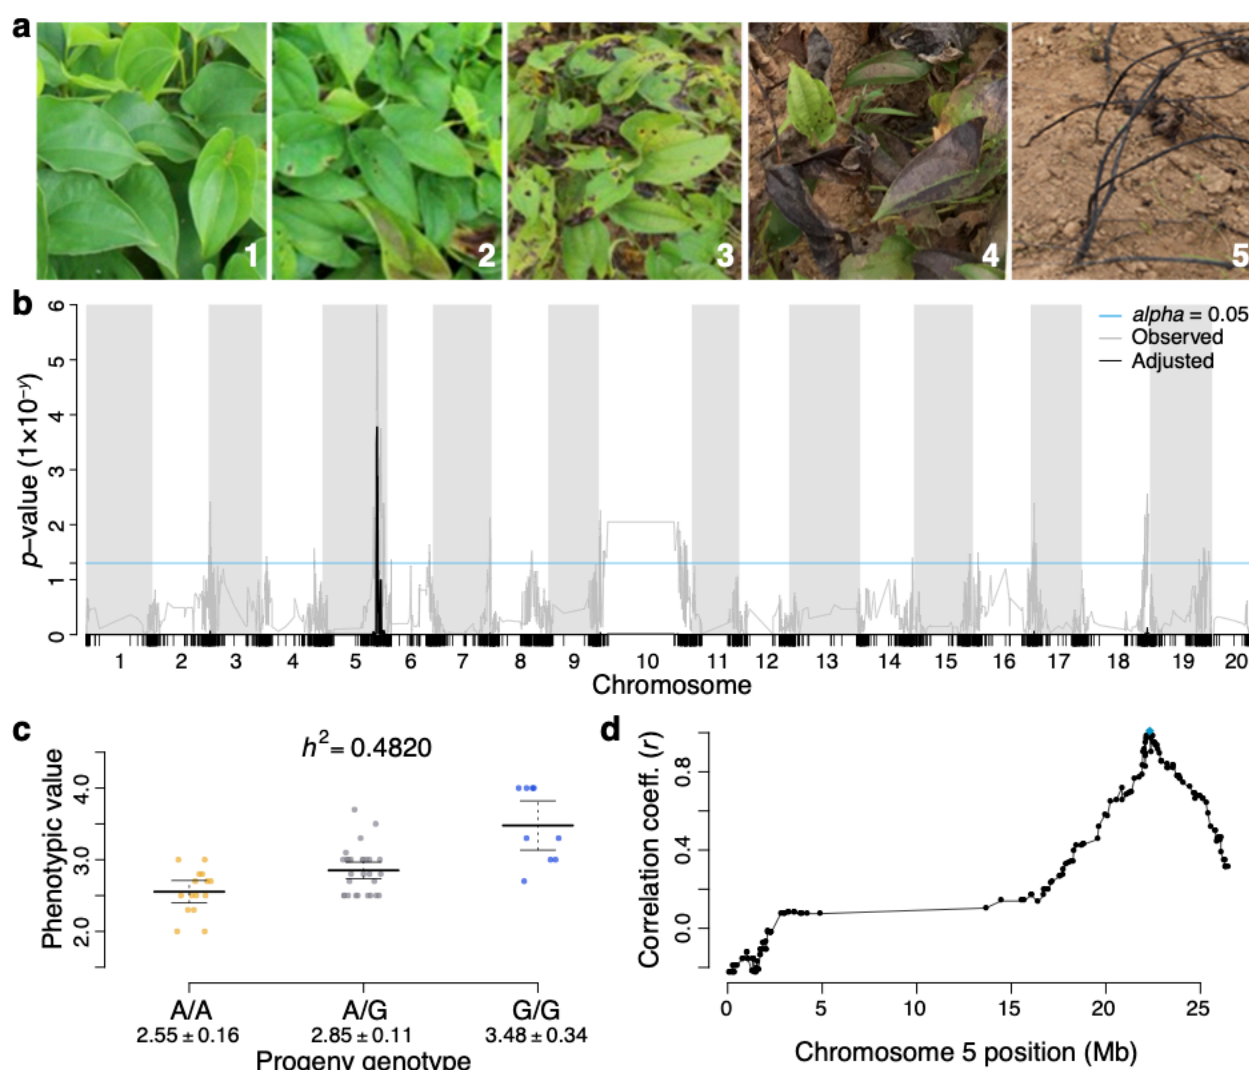 a
1 2 3 4 5
b
6
5
4
3
2
1
0
p–value (1×10⁻ʸ)
alpha = 0.05
Observed
Adjusted
1 2 3 4 5 6 7 8 9 10 11 12 13 14 15 16 17 18 19 20
Chromosome
c
h²= 0.4820
Phenotypic value
4.0
3.0
2.0
A/A A/G G/G
2.55 ± 0.16 2.85 ± 0.11 3.48 ± 0.34
Progeny genotype
d
Correlation coeff. (r)
0.8
0.4
0.0
0 5 10 15 20 25
Chromosome 5 position (Mb)